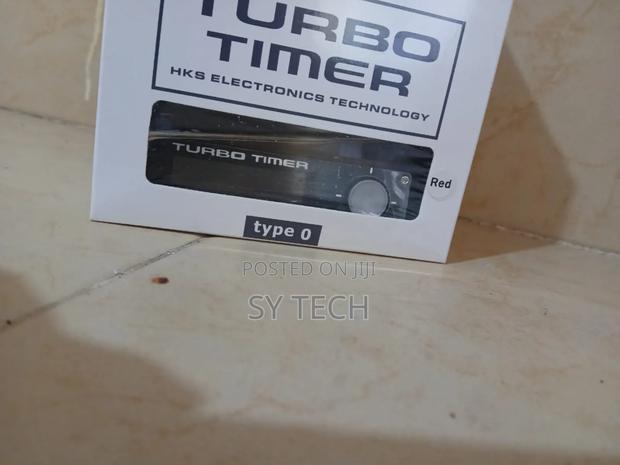 TURBO
TIMER
HKS ELECTRONICS TECHNOLOGY
TURBO TIMER
Red
type 0
POSTED ON JIJI
SY TECH